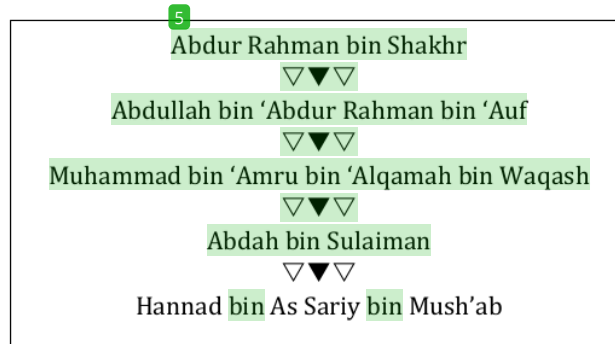 5
Abdur Rahman bin Shakhr
▽▼▽
Abdullah bin ‘Abdur Rahman bin ‘Auf
▽▼▽
Muhammad bin ‘Amru bin ‘Alqamah bin Waqash
▽▼▽
Abdah bin Sulaiman
▽▼▽
Hannad bin As Sariy bin Mush’ab